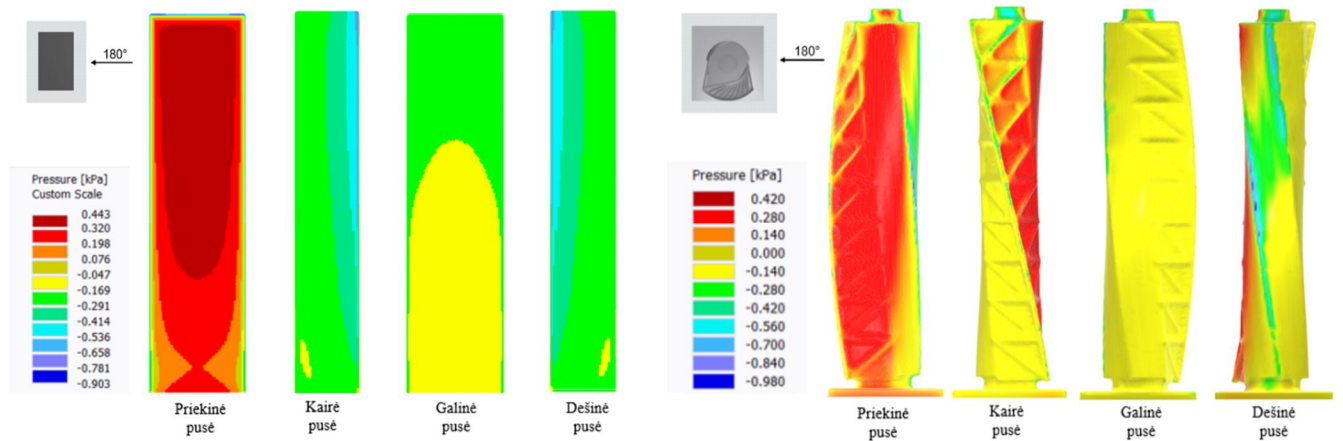 180°
Pressure [kPa]
Custom Scale
0.443
0.320
0.198
0.076
-0.047
-0.169
-0.291
-0.414
-0.536
-0.658
-0.781
-0.903
Priekinė
pusė
Kairė
pusė
Galinė
pusė
Dešinė
pusė
180°
Pressure [kPa]
0.420
0.280
0.140
0.000
-0.140
-0.280
-0.420
-0.560
-0.700
-0.840
-0.980
Priekinė
pusė
Kairė
pusė
Galinė
pusė
Dešinė
pusė